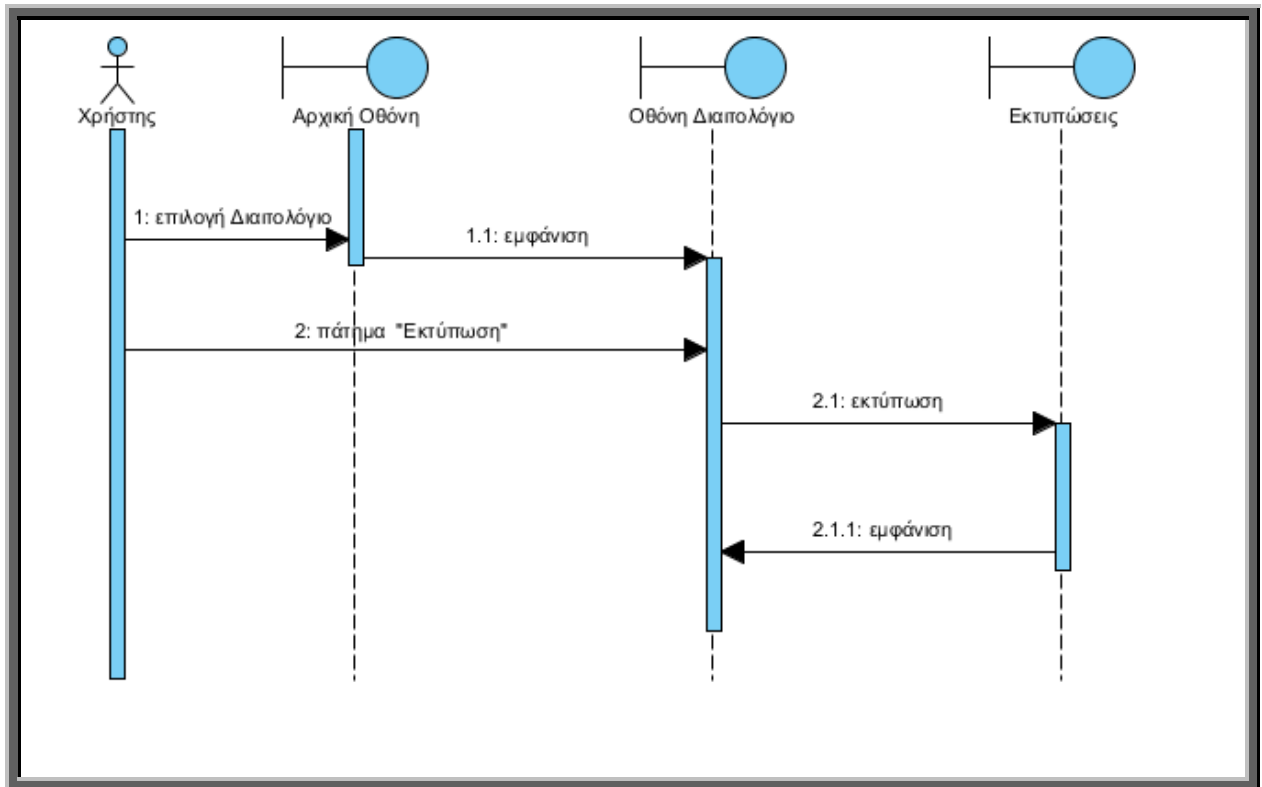 Χρήστης
Αρχική Οθόνη
Οθόνη Διαιτολόγιο
Εκτυπώσεις
1: επιλογή Διαιτολόγιο
1.1: εμφάνιση
2: πάτημα "Εκτύπωση"
2.1: εκτύπωση
2.1.1: εμφάνιση